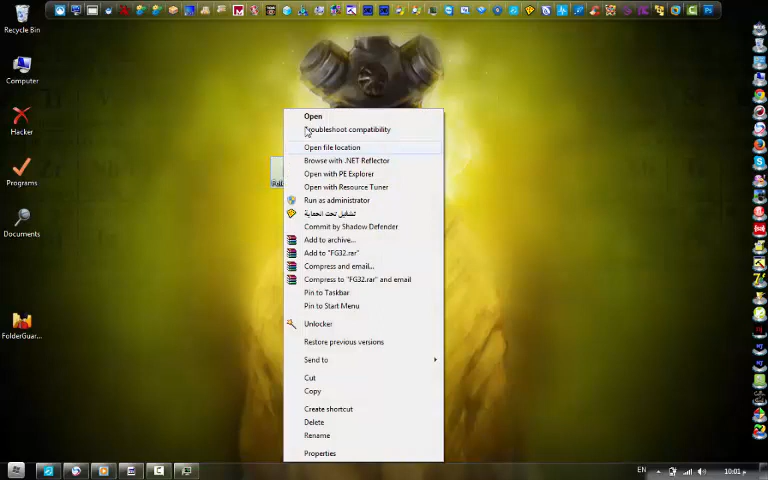 Recycle Bin
Computer
Hacker
Programs
Documents
FolderGuar...
Open
Troubleshoot compatibility
Open file location
Browse with .NET Reflector
Open with PE Explorer
Open with Resource Tuner
Run as administrator
تشغيل تحت الحماية
Commit by Shadow Defender
Add to archive...
Add to "FG32.rar"
Compress and email...
Compress to "FG32.rar" and email
Pin to Taskbar
Pin to Start Menu
Unlocker
Restore previous versions
Send to
Cut
Copy
Create shortcut
Delete
Rename
Properties
EN
10:01 م